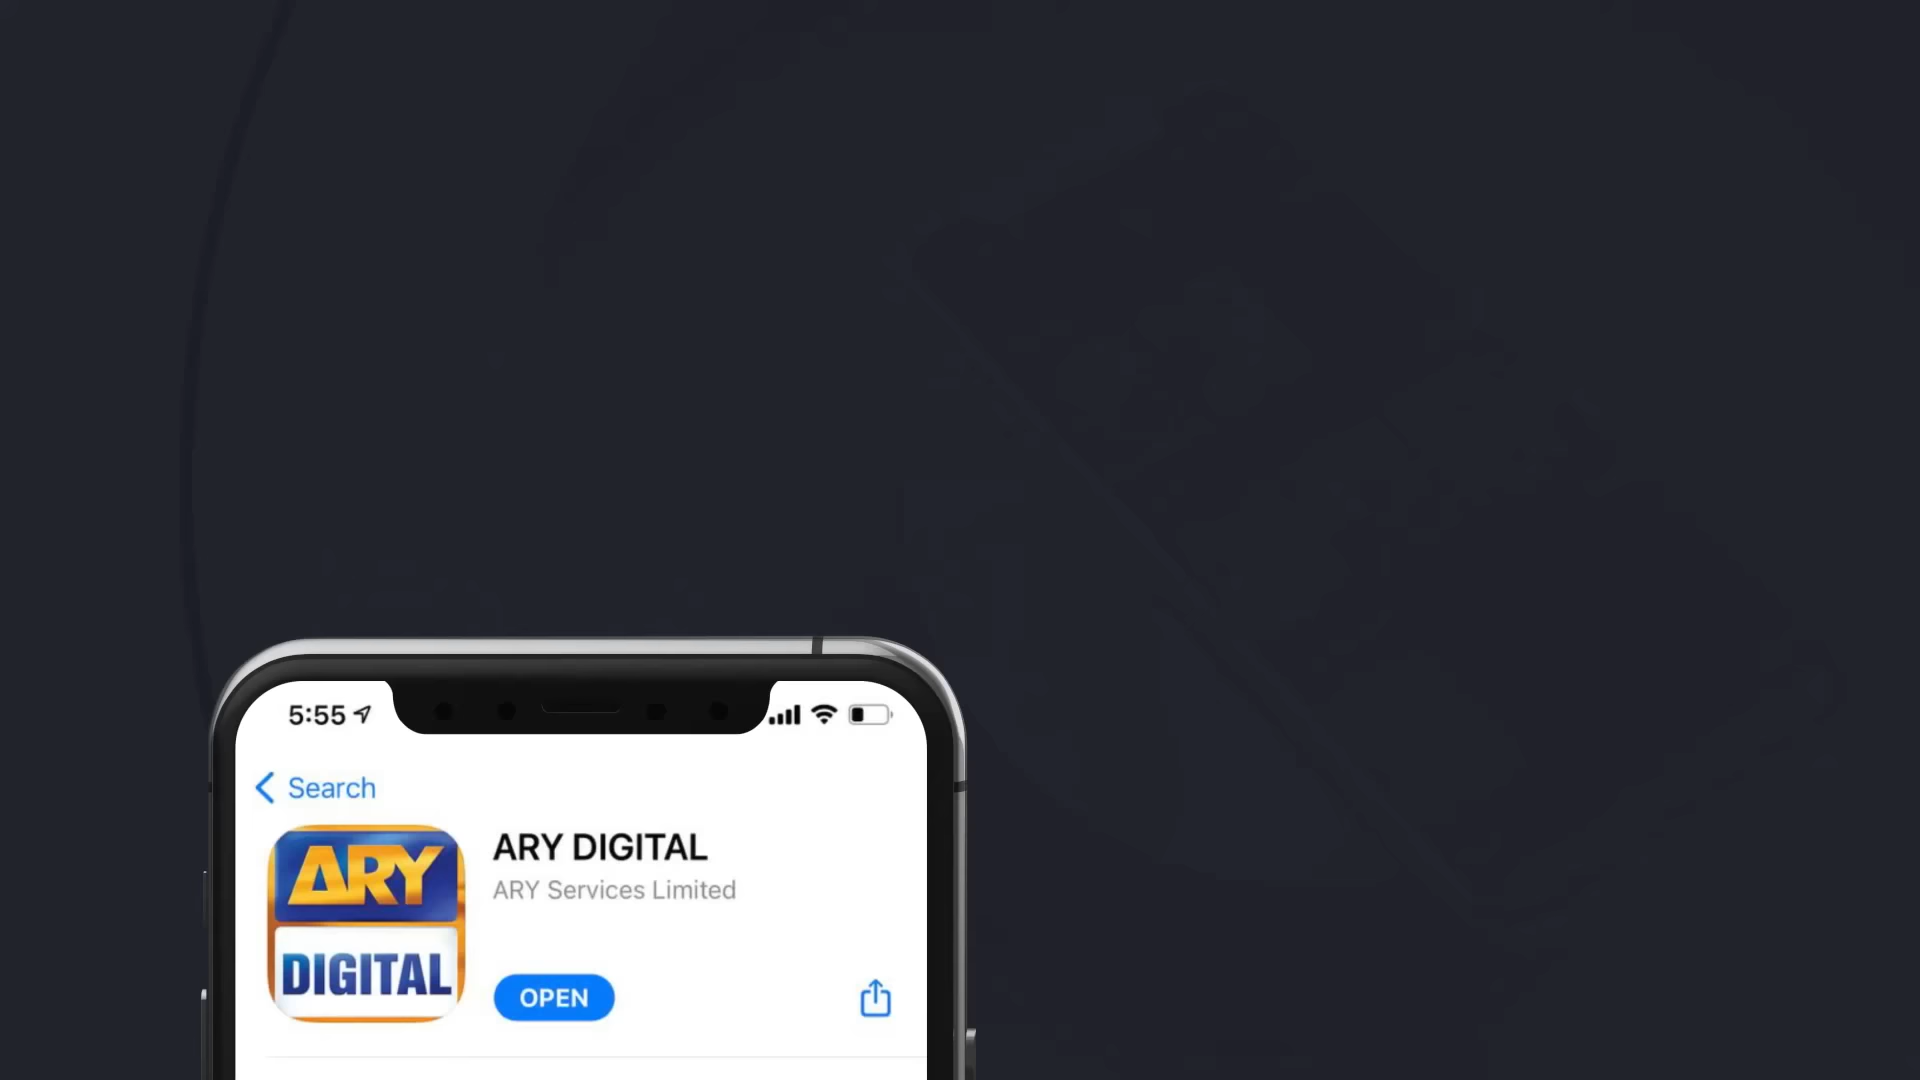 5:55
Search
ARY
DIGITAL
ARY DIGITAL
ARY Services Limited
OPEN